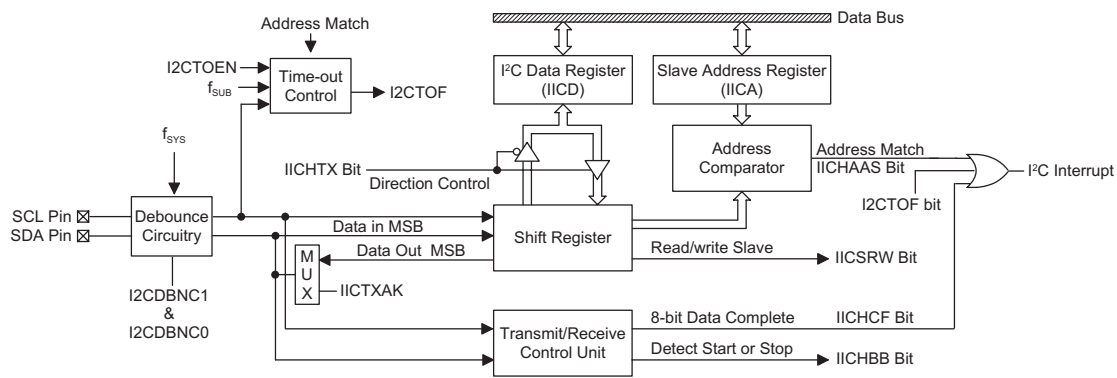 Data Bus
Address Match
I2CTOEN
fSUB
Time-out
Control
I2CTOF
I²C Data Register
(IICD)
Slave Address Register
(IICA)
fSYS
IICHTX Bit
Direction Control
Address
Comparator
Address Match
IICHAAS Bit
I2CTOF bit
I²C Interrupt
SCL Pin
SDA Pin
Debounce
Circuitry
Data in MSB
Data Out MSB
Shift Register
Read/write Slave
IICSRW Bit
MUX
IICTXAK
I2CDBNC1
&
I2CDBNC0
Transmit/Receive
Control Unit
8-bit Data Complete
IICHCF Bit
Detect Start or Stop
IICHBB Bit